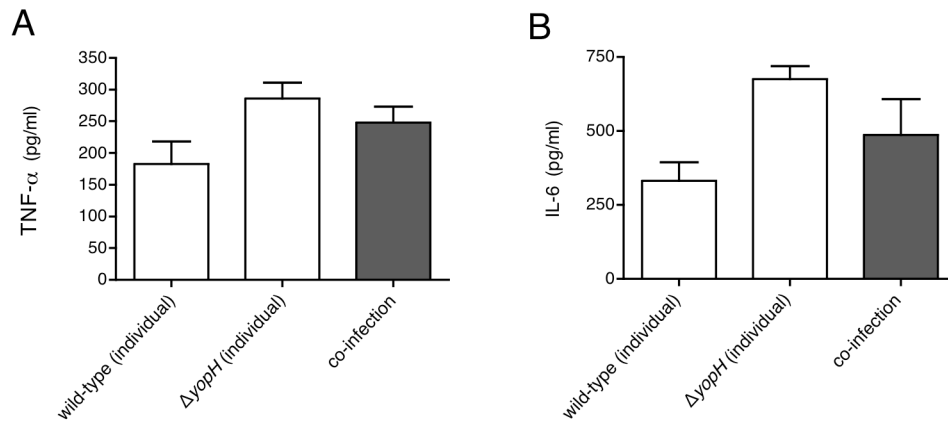 A
TNF-α (pg/ml)
350
300
250
200
150
100
50
0
wild-type (individual)
ΔyopH (individual)
co-infection
B
IL-6 (pg/ml)
750
500
250
0
wild-type (individual)
ΔyopH (individual)
co-infection